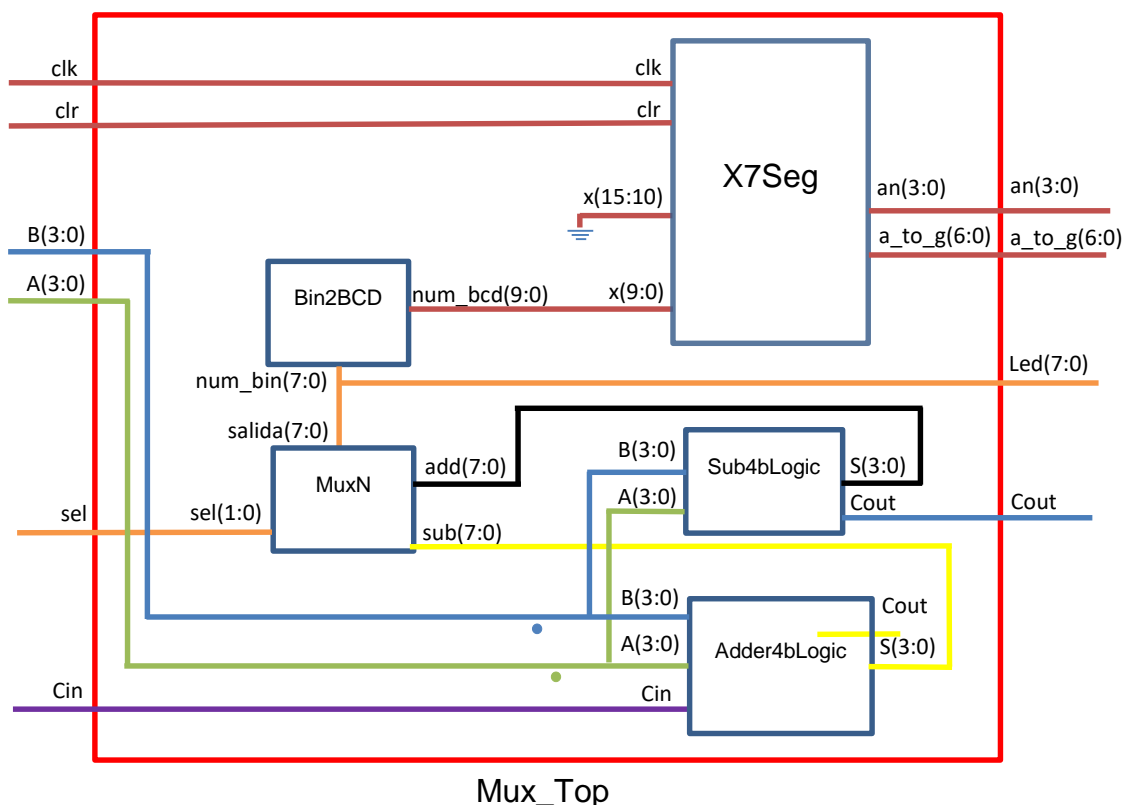 clk
clk
clr
clr
X7Seg
x(15:10)
an(3:0)
an(3:0)
B(3:0)
a_to_g(6:0)
a_to_g(6:0)
A(3:0)
Bin2BCD
num_bcd(9:0)
x(9:0)
num_bin(7:0)
Led(7:0)
salida(7:0)
B(3:0)
add(7:0)
Sub4bLogic
S(3:0)
MuxN
A(3:0)
Cout
Cout
sel
sel(1:0)
sub(7:0)
B(3:0)
Cout
A(3:0)
Adder4bLogic
S(3:0)
Cin
Cin
Mux_Top